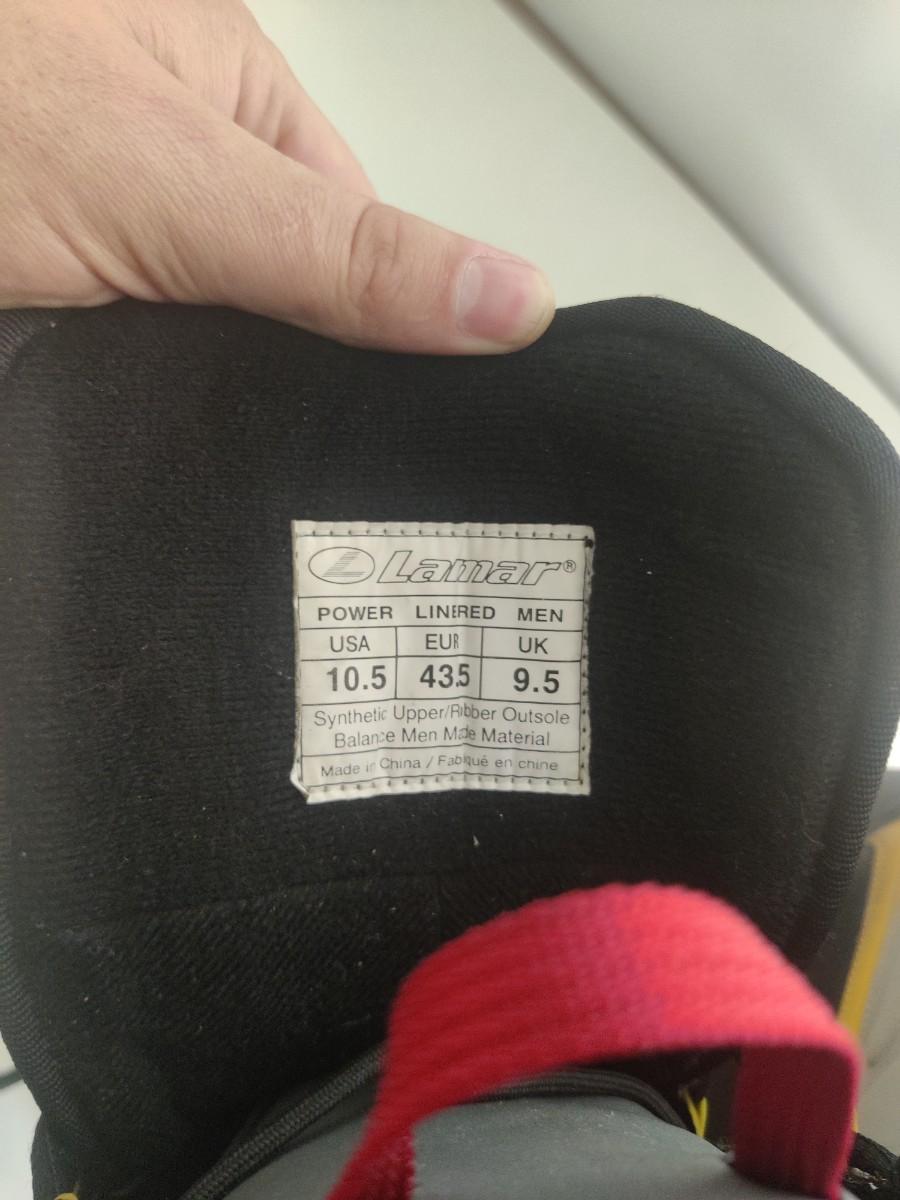 Lamar®
POWER LINERED MEN
USA EUR UK
10.5 43.5 9.5
Synthetic Upper/Rubber Outsole
Balance Men Made Material
Made in China / Fabiqué en chine